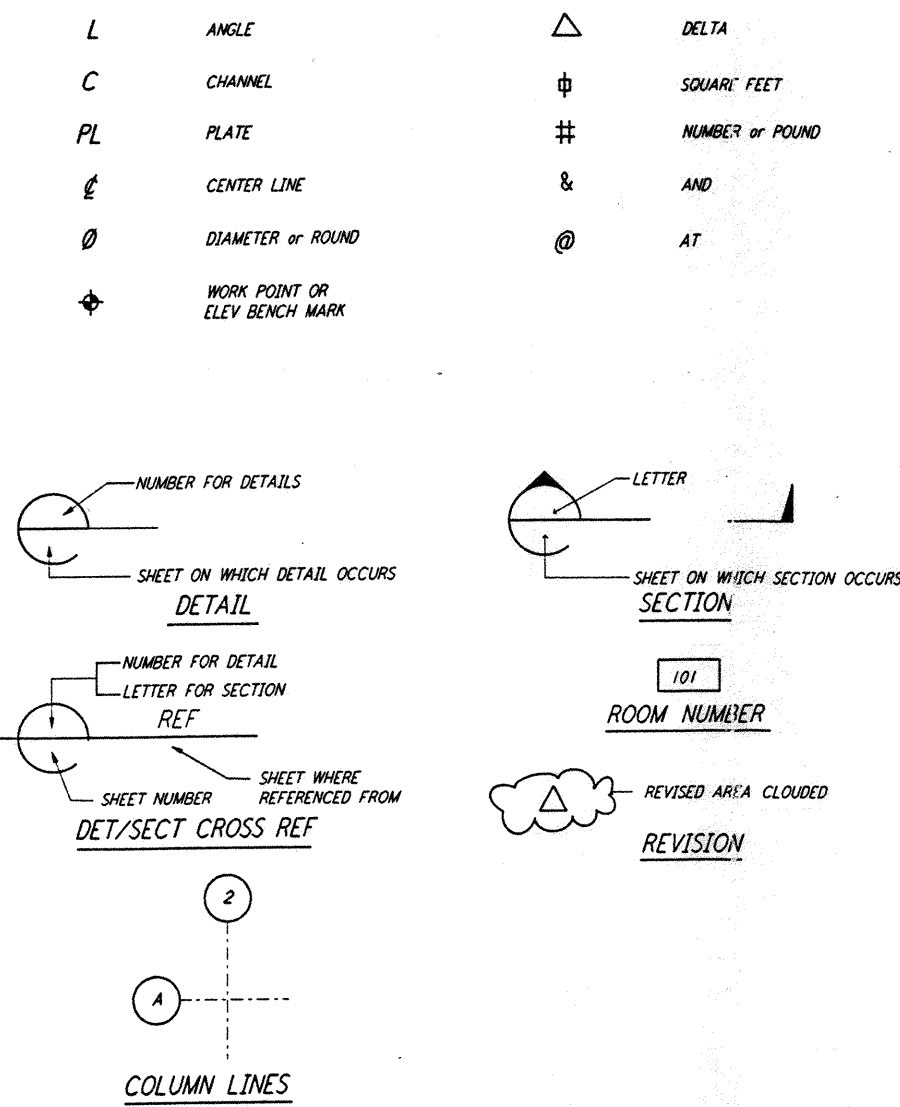 L ANGLE
C CHANNEL
PL PLATE
℄ CENTER LINE
Ø DIAMETER or ROUND
WORK POINT OR
ELEV BENCH MARK
△ DELTA
SQUARE FEET
# NUMBER or POUND
& AND
@ AT
NUMBER FOR DETAILS
SHEET ON WHICH DETAIL OCCURS
DETAIL
LETTER
SHEET ON WHICH SECTION OCCURS
SECTION
NUMBER FOR DETAIL
LETTER FOR SECTION
REF
SHEET WHERE
REFERENCED FROM
SHEET NUMBER
DET/SECT CROSS REF
101
ROOM NUMBER
REVISED AREA CLOUDED
REVISION
2
A
COLUMN LINES